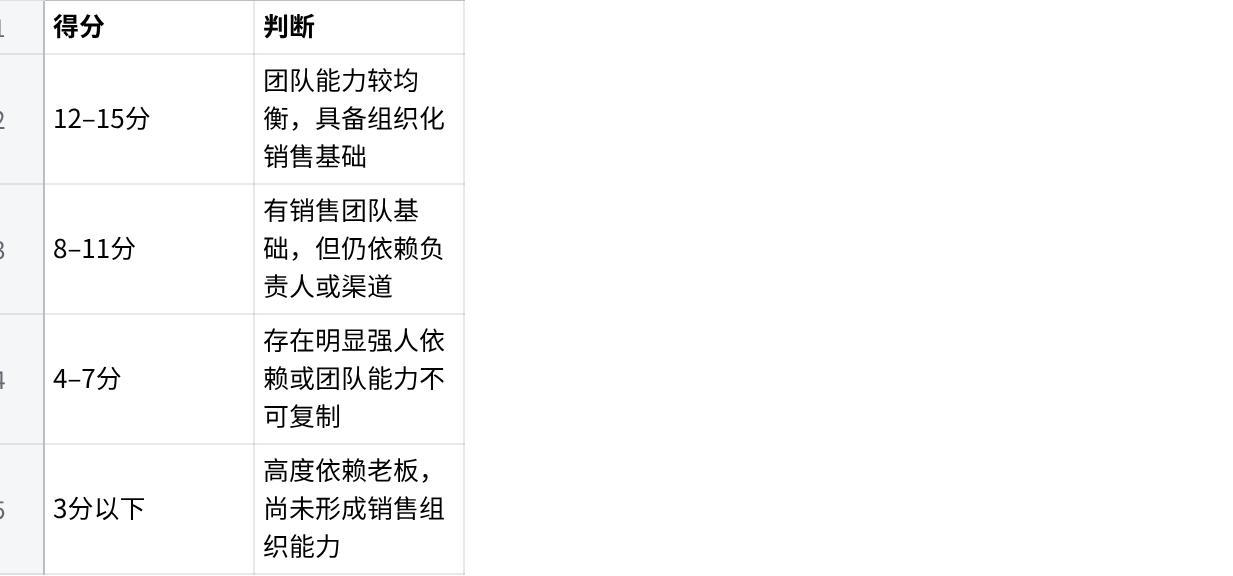 1 得分 判断
2 12–15分 团队能力较均
衡，具备组织化
销售基础
3 8–11分 有销售团队基
础，但仍依赖负
责人或渠道
4 4–7分 存在明显强人依
赖或团队能力不
可复制
5 3分以下 高度依赖老板，
尚未形成销售组
织能力